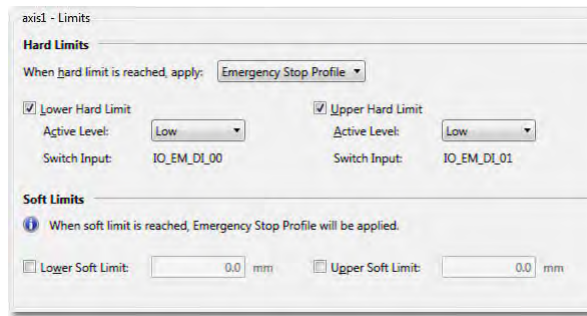 axis1 - Limits
Hard Limits
When hard limit is reached, apply: Emergency Stop Profile
Lower Hard Limit Upper Hard Limit
Active Level: Low Active Level: Low
Switch Input: IO_EM_DI_00 Switch Input: IO_EM_DI_01
Soft Limits
When soft limit is reached, Emergency Stop Profile will be applied.
Lower Soft Limit: 0.0 mm Upper Soft Limit: 0.0 mm